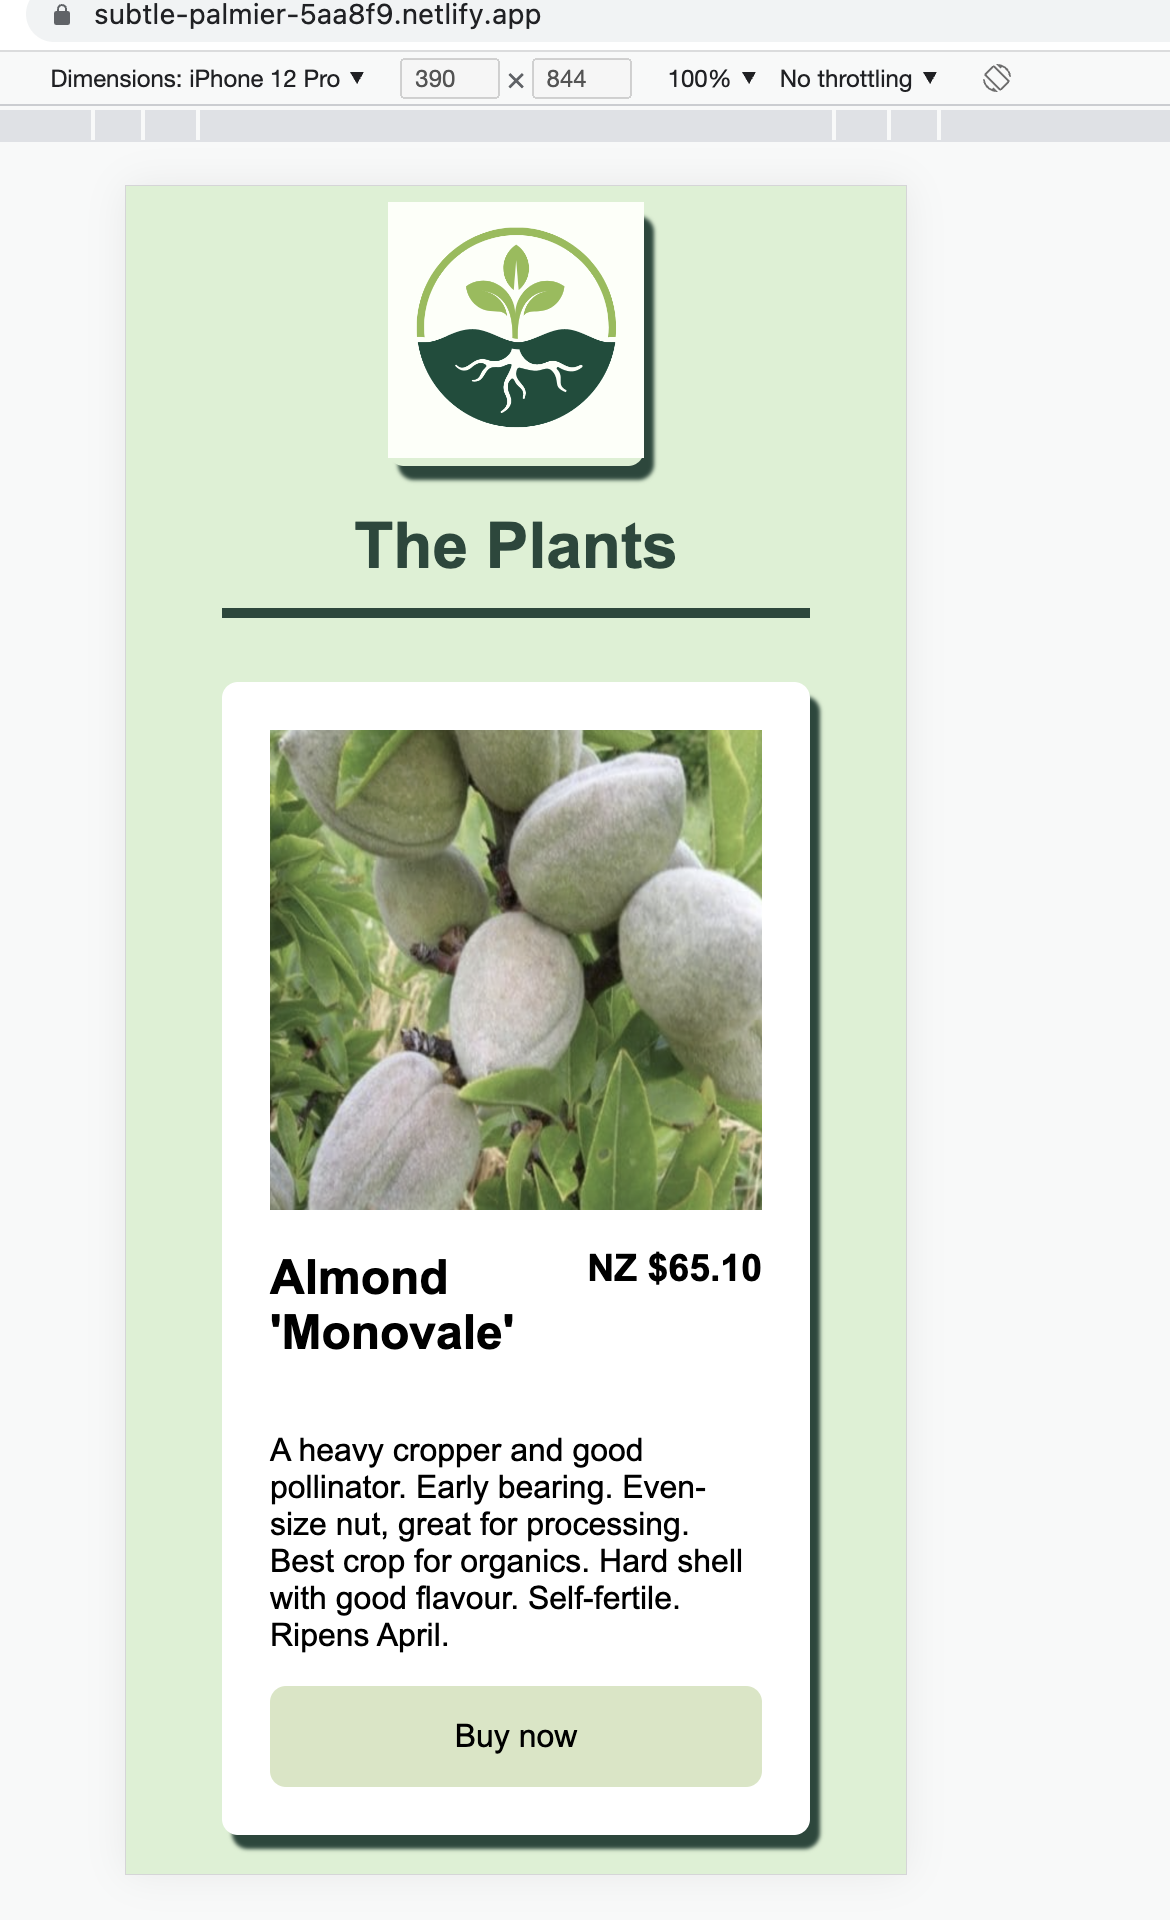 subtle-palmier-5aa8f9.netlify.app
Dimensions: iPhone 12 Pro ▼ 390 × 844 100% ▼ No throttling ▼
The Plants
Almond NZ $65.10
'Monovale'
A heavy cropper and good
pollinator. Early bearing. Even-
size nut, great for processing.
Best crop for organics. Hard shell
with good flavour. Self-fertile.
Ripens April.
Buy now